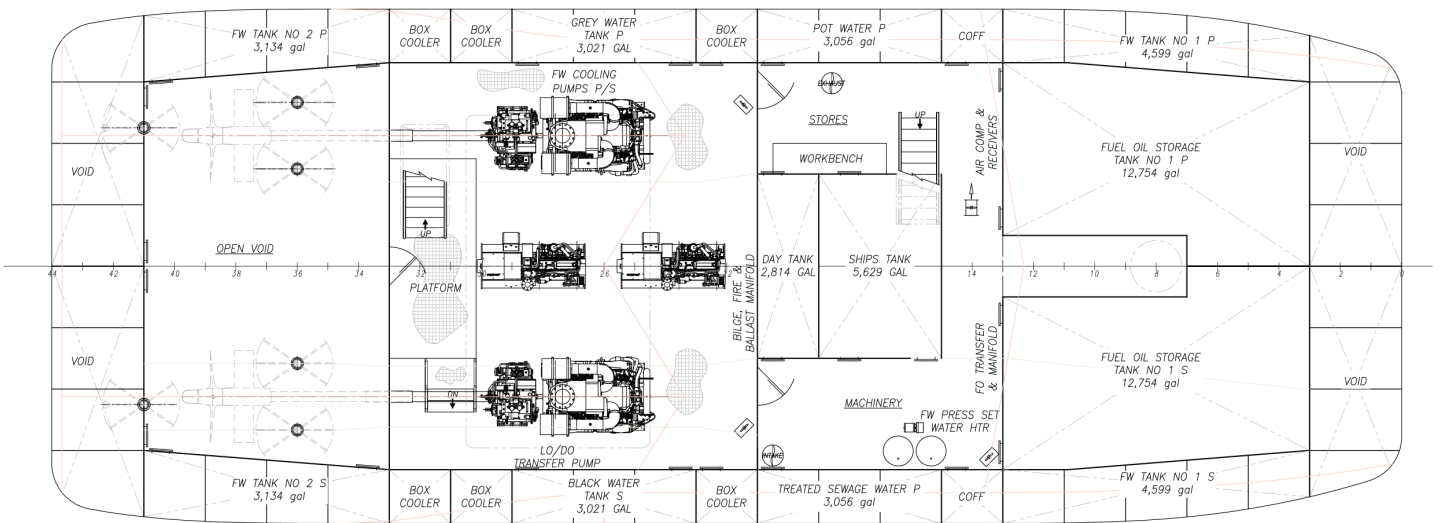 FW TANK NO 2 P
3,134 gal
BOX
COOLER
BOX
COOLER
GREY WATER
TANK P
3,021 GAL
BOX
COOLER
POT WATER P
3,056 gal
COFF
FW TANK NO 1 P
4,599 gal
FW COOLING
PUMPS P/S
EXHAUST
STORES
WORKBENCH
UP
AIR COMP &
RECEIVERS
FUEL OIL STORAGE
TANK NO 1 P
12,754 gal
VOID
VOID
OPEN VOID
UP
PLATFORM
BILGE, FIRE &
BALLAST MANIFOLD
DAY TANK
2,814 GAL
SHIPS TANK
5,629 GAL
44
42
40
38
36
34
32
26
14
12
10
8
6
4
2
0
VOID
DN
FO TRANSFER
& MANIFOLD
FUEL OIL STORAGE
TANK NO 1 S
12,754 gal
VOID
MACHINERY
FW PRESS SET
WATER HTR
INTAKE
LO/DO
TRANSFER PUMP
FW TANK NO 2 S
3,134 gal
BOX
COOLER
BOX
COOLER
BLACK WATER
TANK S
3,021 GAL
BOX
COOLER
TREATED SEWAGE WATER P
3,056 gal
COFF
FW TANK NO 1 S
4,599 gal